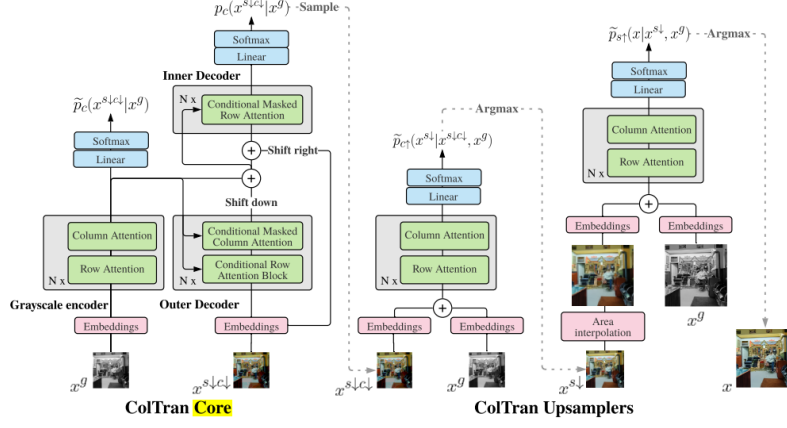 p_c(x^{s↓c↓}|x^g)
Sample
Softmax
Linear
Inner Decoder
N x
Conditional Masked
Row Attention
Shift right
p̃_c(x^{s↓c↓}|x^g)
Softmax
Linear
Shift down
Column Attention
Row Attention
N x
Grayscale encoder
Conditional Masked
Column Attention
Conditional Row
Attention Block
N x
Outer Decoder
Embeddings
Embeddings
x^g
x^{s↓c↓}
ColTran Core
p̃_{c↑}(x^{s↓}|x^{s↓c↓}, x^g)
Argmax
Softmax
Linear
Column Attention
Row Attention
N x
Embeddings
Embeddings
x^{s↓c↓}
x^g
p̃_{s↑}(x|x^{s↓}, x^g)
Argmax
Softmax
Linear
Column Attention
Row Attention
N x
Embeddings
Embeddings
x^g
Area
interpolation
x^{s↓}
x
ColTran Upsamplers